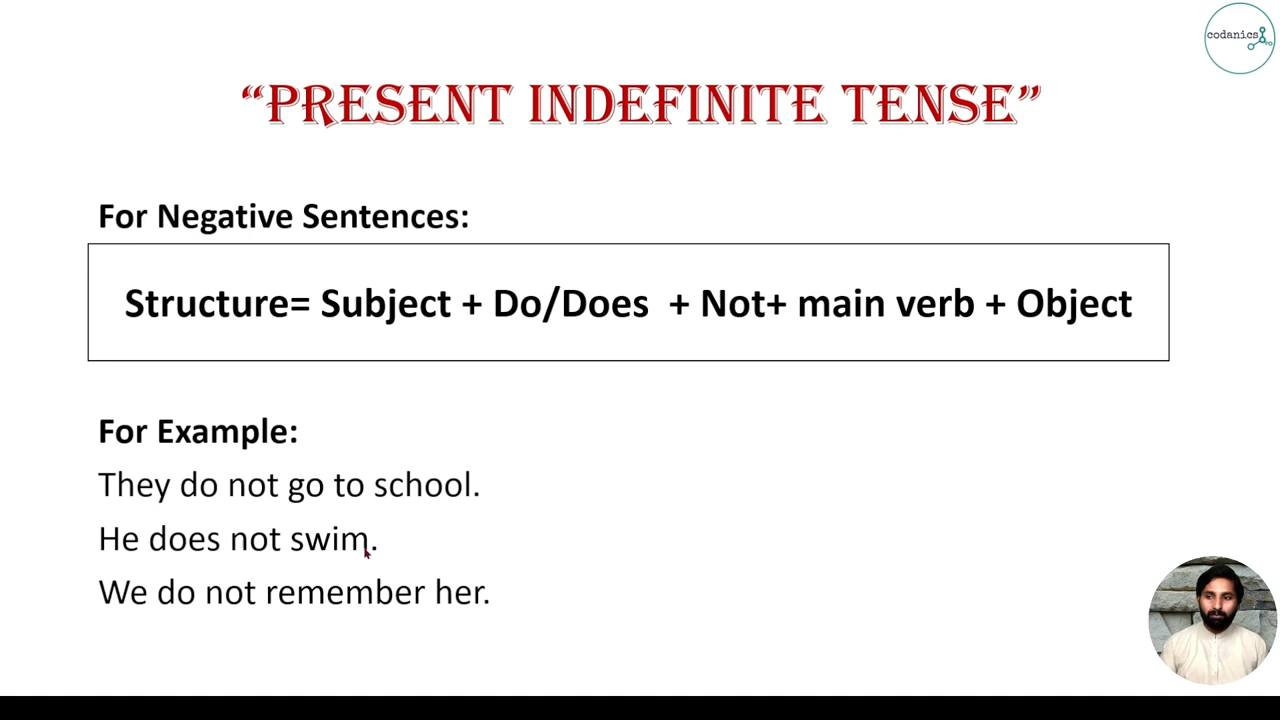 codanics
“PRESENT INDEFINITE TENSE”
For Negative Sentences:
Structure= Subject + Do/Does + Not+ main verb + Object
For Example:
They do not go to school.
He does not swim.
We do not remember her.